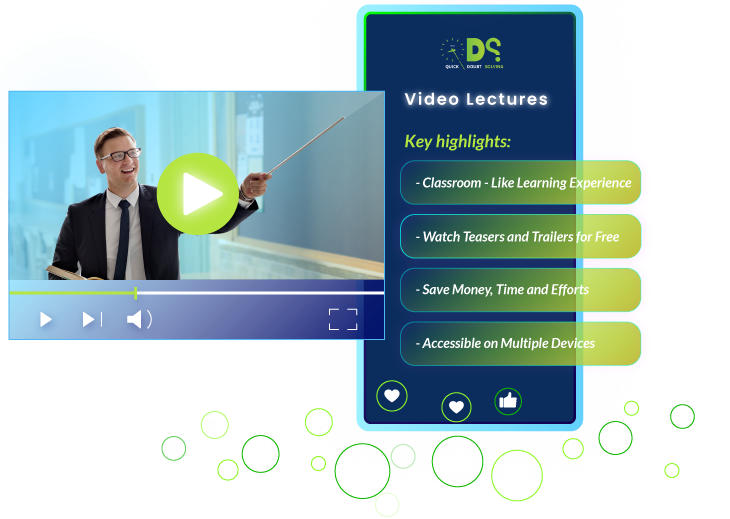 DS
QUICK DOUBT SOLVING
Video Lectures
Key highlights:
- Classroom - Like Learning Experience
- Watch Teasers and Trailers for Free
- Save Money, Time and Efforts
- Accessible on Multiple Devices